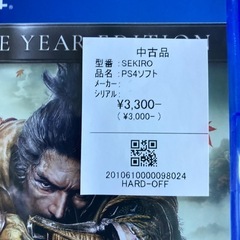 E YEAR EDITION
中古品
型番 : SEKIRO
品名 : PS4ソフト
メーカー :
シリアル :
¥3,300-
( ¥3,000- )
2010610000098024
HARD-OFF